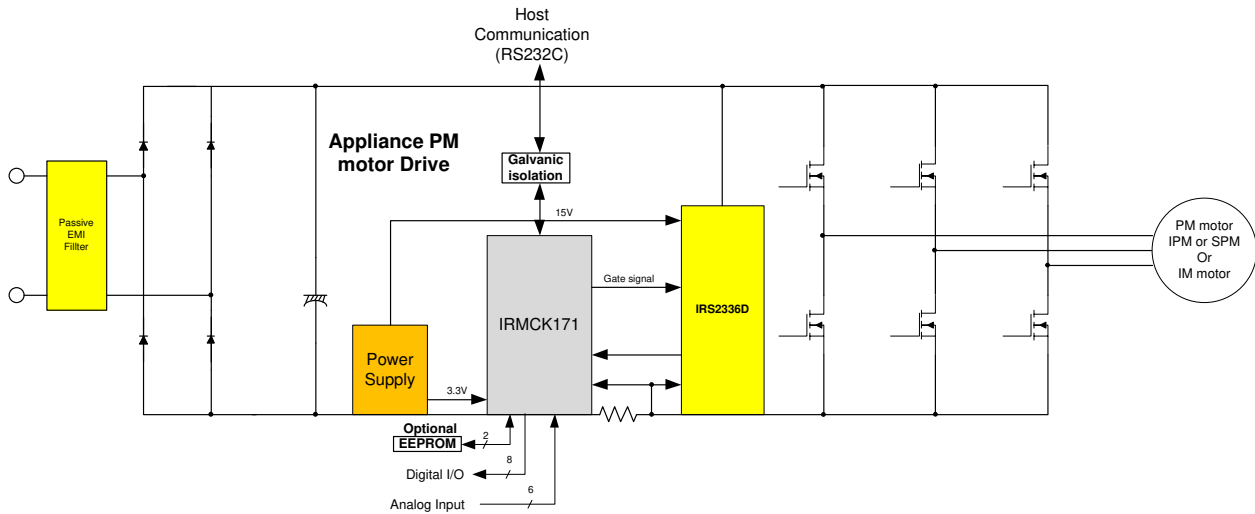 Host
Communication
(RS232C)
Appliance PM
motor Drive
Galvanic
isolation
15V
Passive
EMI
Fillter
PM motor
IPM or SPM
Or
IM motor
Gate signal
IRS2336D
IRMCK171
Power
Supply
3.3V
Optional
EEPROM
2
Digital I/O
8
Analog Input
6